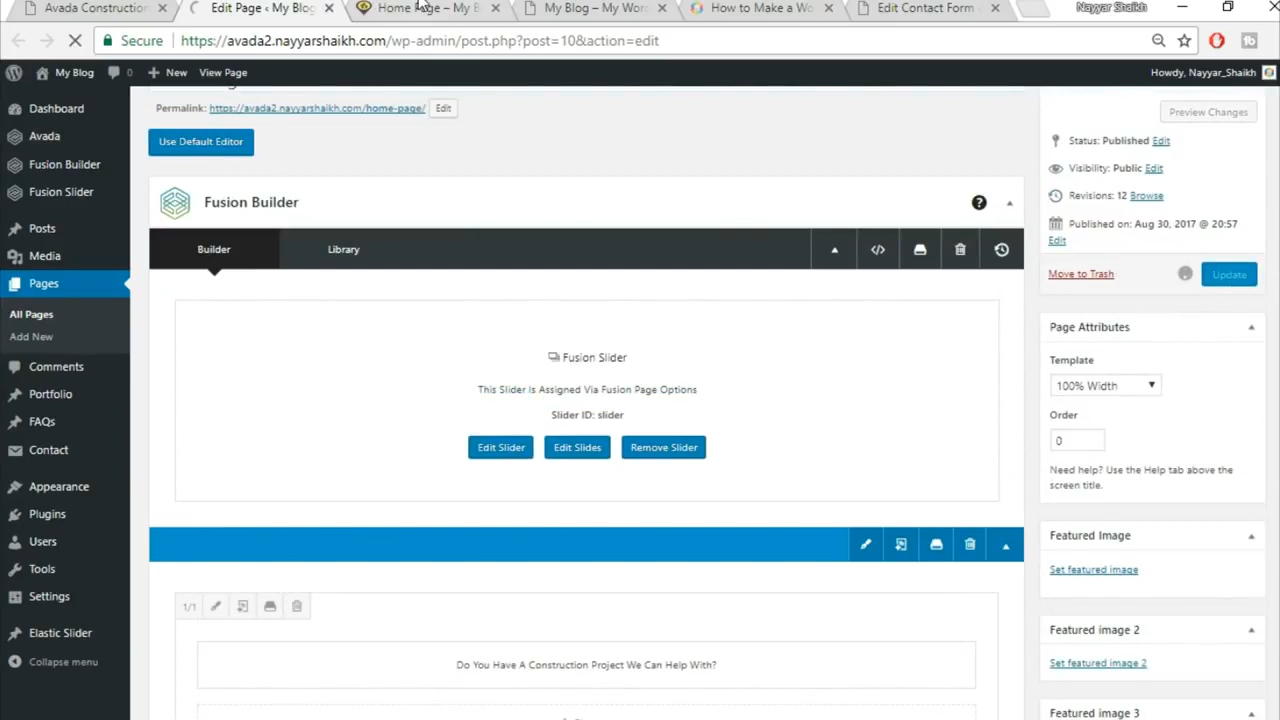 Avada Constructio
Edit Page ‹ My Blo
Home Page – My B
My Blog – My Wor
How to Make a Wo
Edit Contact Form
Nayyar Shaikh
Secure
https://avada2.nayyarshaikh.com/wp-admin/post.php?post=10&action=edit
My Blog
0
New
View Page
Howdy, Nayyar_Shaikh
Dashboard
Avada
Fusion Builder
Fusion Slider
Posts
Media
Pages
All Pages
Add New
Comments
Portfolio
FAQs
Contact
Appearance
Plugins
Users
Tools
Settings
Elastic Slider
Collapse menu
Permalink: https://avada2.nayyarshaikh.com/home-page/ Edit
Use Default Editor
Fusion Builder
Builder
Library
Fusion Slider
This Slider Is Assigned Via Fusion Page Options
Slider ID: slider
Edit Slider
Edit Slides
Remove Slider
1/1
Do You Have A Construction Project We Can Help With?
Preview Changes
Status: Published Edit
Visibility: Public Edit
Revisions: 12 Browse
Published on: Aug 30, 2017 @ 20:57
Edit
Move to Trash
Update
Page Attributes
Template
100% Width
Order
0
Need help? Use the Help tab above the
screen title.
Featured Image
Set featured image
Featured image 2
Set featured image 2
Featured image 3